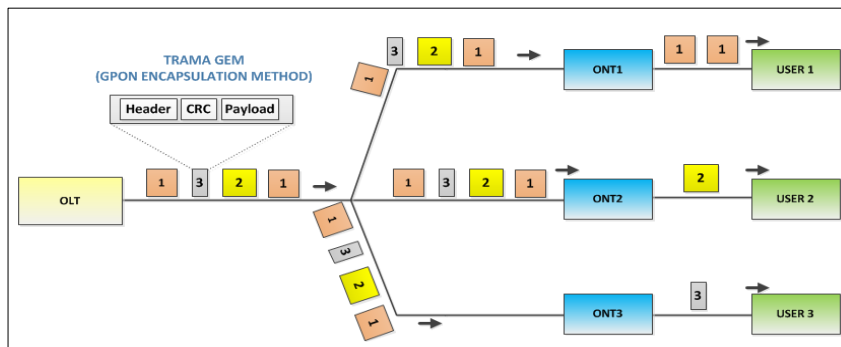 TRAMA GEM
(GPON ENCAPSULATION METHOD)
Header CRC Payload
1 3 2 1 ONT1 1 1 USER 1
OLT 1 3 2 1 1 3 2 1 ONT2 2 USER 2
1 3 2 1 ONT3 3 USER 3